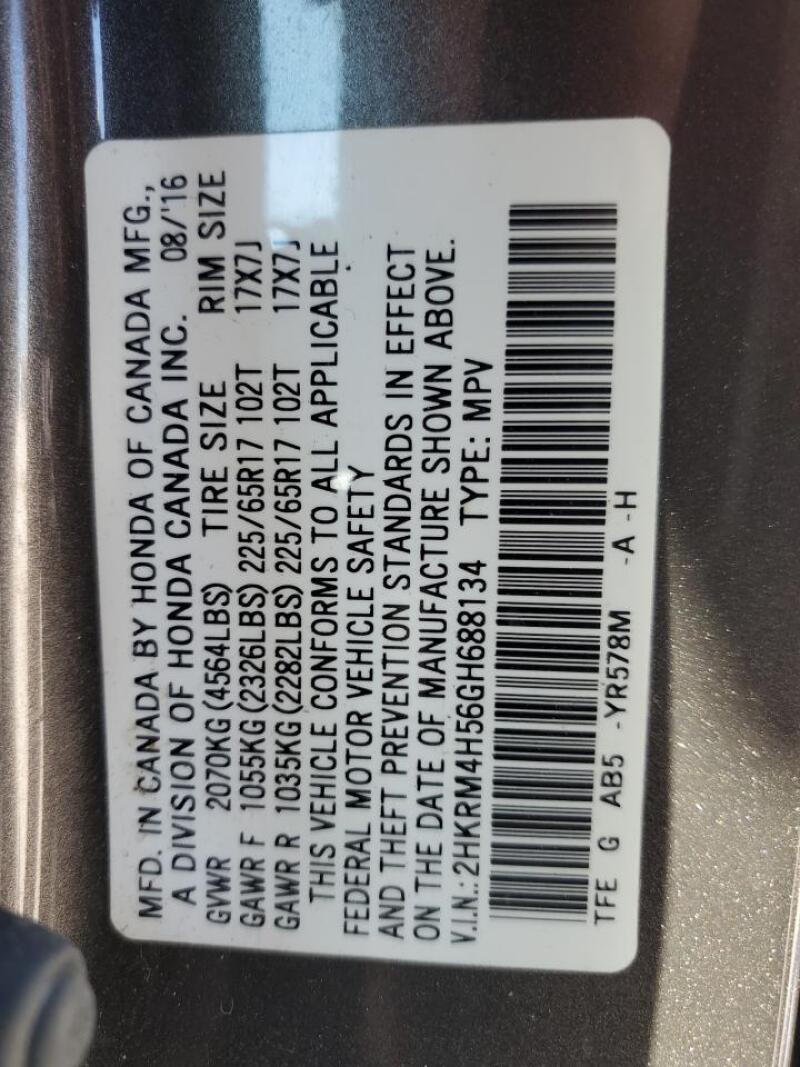 MFD. IN CANADA BY HONDA OF CANADA MFG.,
A DIVISION OF HONDA CANADA INC. 08/'16
GVWR 2070KG (4564LBS) TIRE SIZE RIM SIZE
GAWR F 1055KG (2326LBS) 225/65R17 102T 17X7J
GAWR R 1035KG (2282LBS) 225/65R17 102T 17X7J
THIS VEHICLE CONFORMS TO ALL APPLICABLE
FEDERAL MOTOR VEHICLE SAFETY
AND THEFT PREVENTION STANDARDS IN EFFECT
ON THE DATE OF MANUFACTURE SHOWN ABOVE.
V.I.N.: 2HKRM4H56GH688134 TYPE: MPV
TFE G AB5 -YR578M -A -H